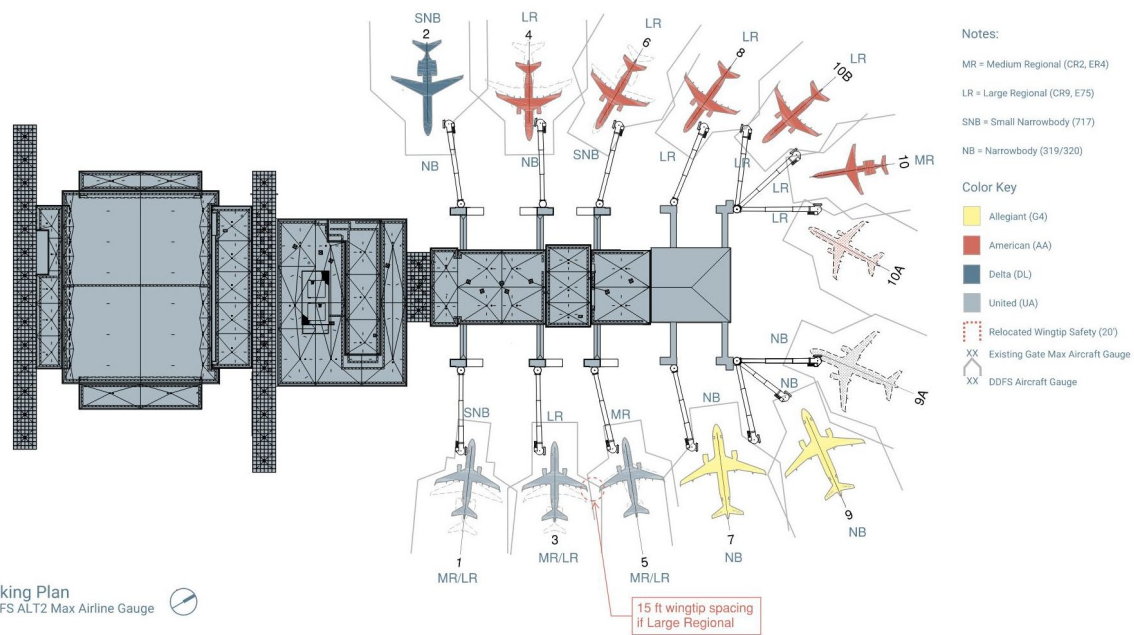 SNB
2
LR
4
LR
6
LR
8
LR
10B
MR
10
NB
NB
SNB
LR
LR
LR
LR
10A
NB
9A
NB
SNB
LR
MR
NB
1
MR/LR
3
MR/LR
5
MR/LR
7
NB
9
NB
15 ft wingtip spacing
if Large Regional
Notes:
MR = Medium Regional (CR2, ER4)
LR = Large Regional (CR9, E75)
SNB = Small Narrowbody (717)
NB = Narrowbody (319/320)
Color Key
Allegiant (G4)
American (AA)
Delta (DL)
United (UA)
Relocated Wingtip Safety (20')
XX Existing Gate Max Aircraft Gauge
XX DDFS Aircraft Gauge
king Plan
FS ALT2 Max Airline Gauge